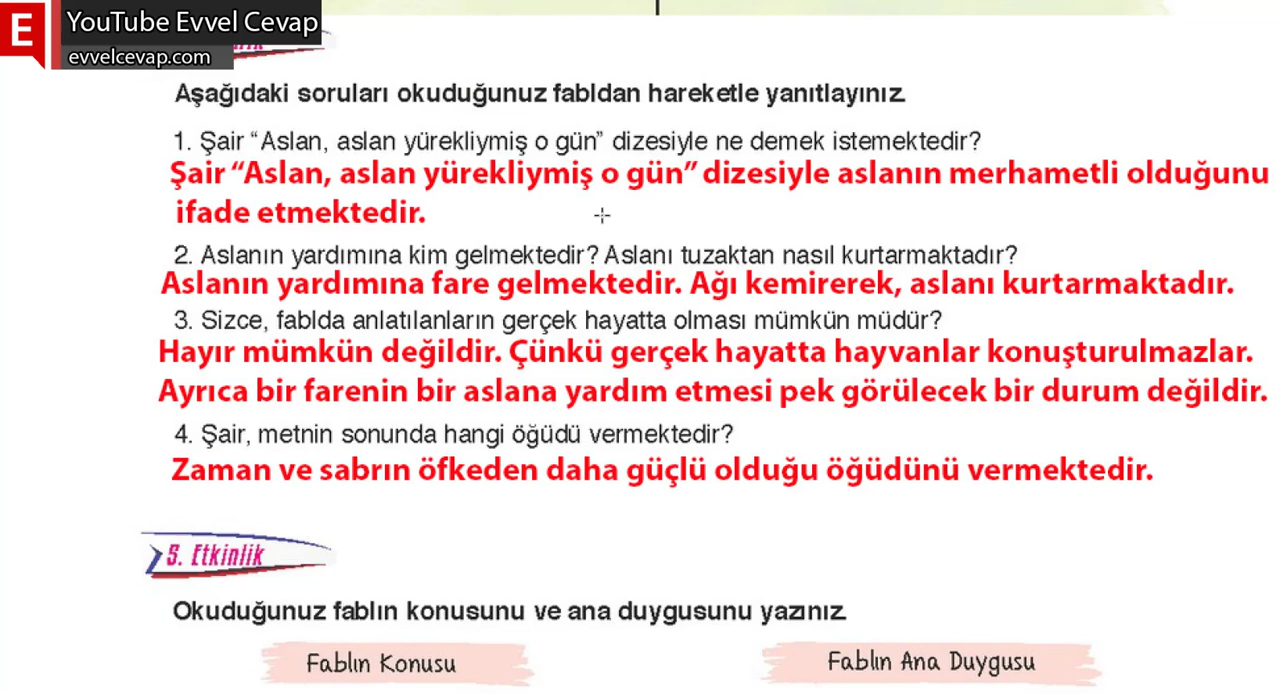 E YouTube Evvel Cevap
evvelcevap.com
Aşağıdaki soruları okuduğunuz fabldan hareketle yanıtlayınız.
1. Şair “Aslan, aslan yürekliymiş o gün” dizesiyle ne demek istemektedir?
Şair “Aslan, aslan yürekliymiş o gün” dizesiyle aslanın merhametli olduğunu
ifade etmektedir.
2. Aslanın yardımına kim gelmektedir? Aslanı tuzaktan nasıl kurtarmaktadır?
Aslanın yardımına fare gelmektedir. Ağı kemirerek, aslanı kurtarmaktadır.
3. Sizce, fablda anlatılanların gerçek hayatta olması mümkün müdür?
Hayır mümkün değildir. Çünkü gerçek hayatta hayvanlar konuşturulmazlar.
Ayrıca bir farenin bir aslana yardım etmesi pek görülecek bir durum değildir.
4. Şair, metnin sonunda hangi öğüdü vermektedir?
Zaman ve sabrın öfkeden daha güçlü olduğu öğüdünü vermektedir.
5. Etkinlik
Okuduğunuz fablın konusunu ve ana duygusunu yazınız.
Fablın Konusu
Fablın Ana Duygusu